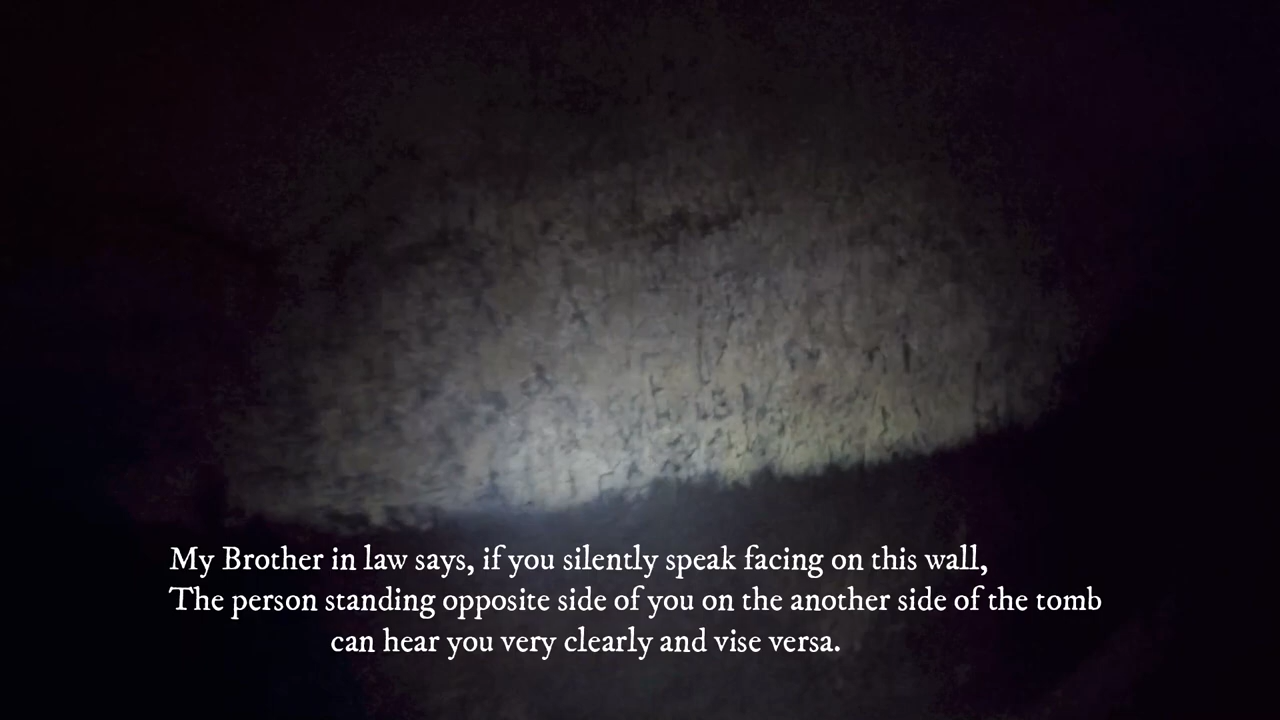 My Brother in law says, if you silently speak facing on this wall,
The person standing opposite side of you on the another side of the tomb
can hear you very clearly and vise versa.